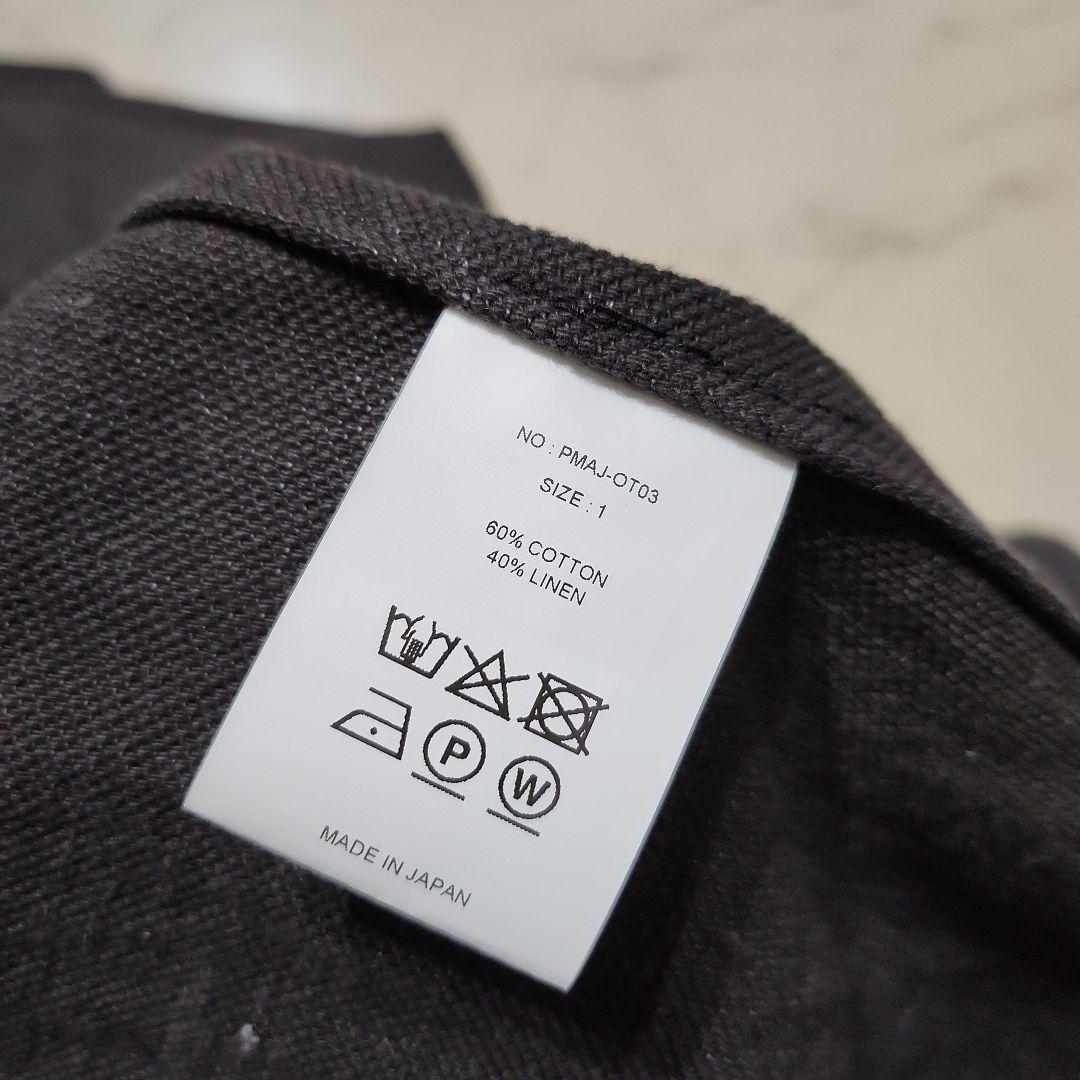 NO : PMAJ-OT03
SIZE : 1
60% COTTON
40% LINEN
P W
MADE IN JAPAN